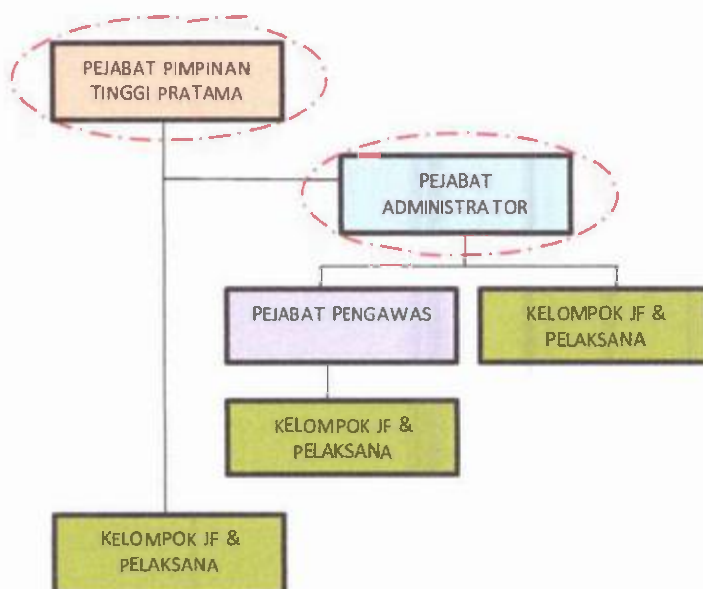 PEJABAT PIMPINAN
TINGGI PRATAMA
PEJABAT
ADMINISTRATOR
PEJABAT PENGAWAS
KELOMPOK JF &
PELAKSANA
KELOMPOK JF &
PELAKSANA
KELOMPOK JF &
PELAKSANA